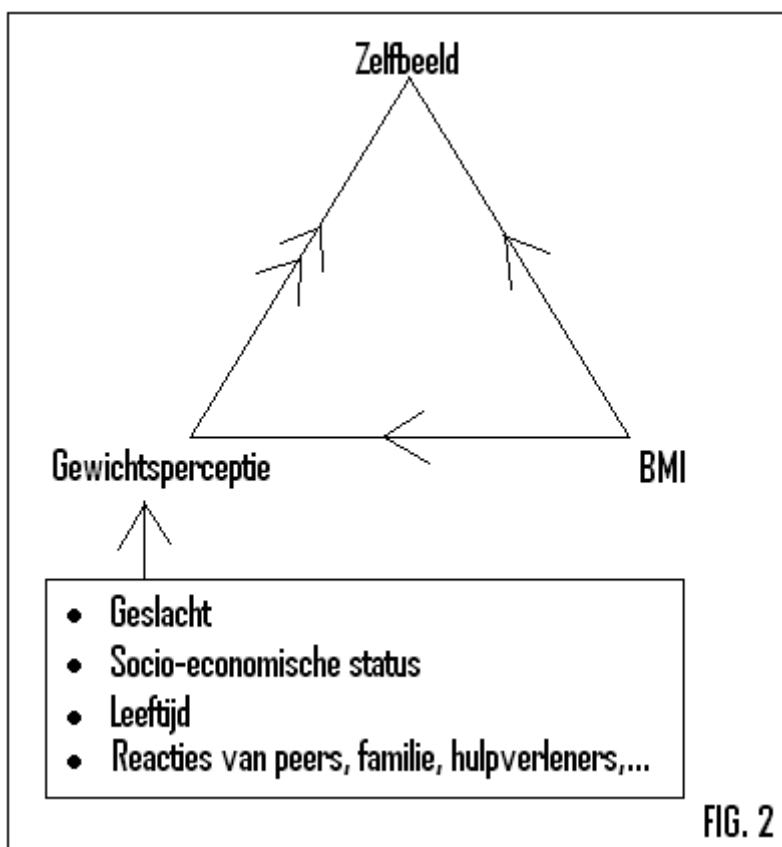 Zelfbeeld
Gewichtsperceptie
BMI
• Geslacht
• Socio-economische status
• Leeftijd
• Reacties van peers, familie, hulpverleners,...
FIG. 2